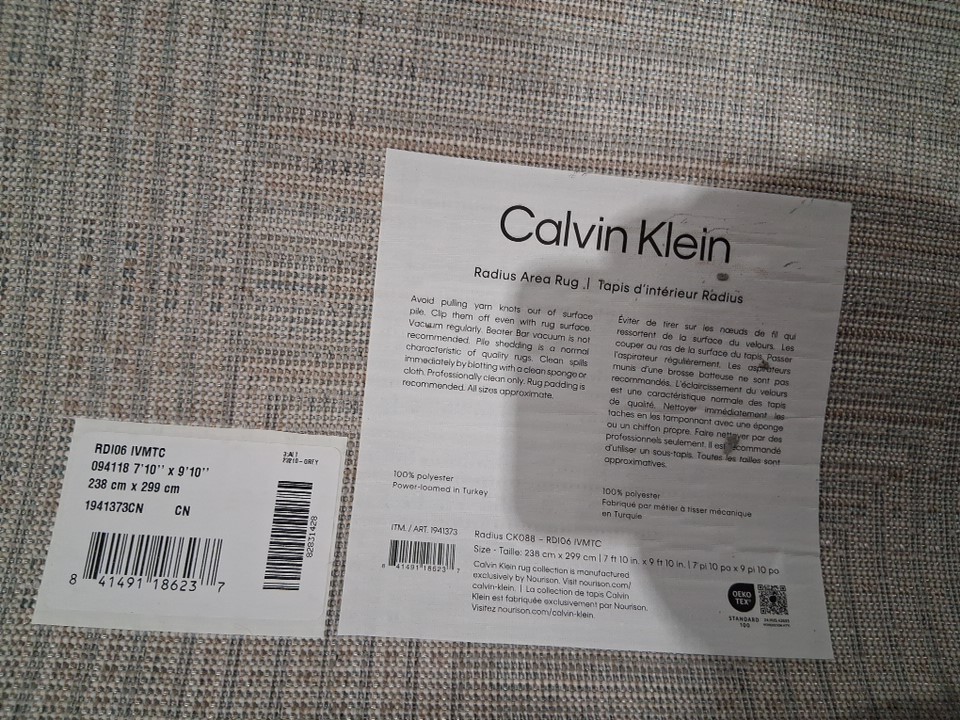 Calvin Klein
Radius Area Rug | Tapis d'intérieur Radius
Avoid pulling yarn knots out of surface
pile. Clip them off even with rug surface.
Vacuum regularly. Beater Bar vacuum is not
recommended. Pile shedding is a normal
characteristic of quality rugs. Clean spills
immediately by blotting with a clean sponge or
cloth. Professionally clean only. Rug padding is
recommended. All sizes approximate.
Éviter de tirer sur les nœuds de fil qui
ressortent de la surface du velours. Les
couper au ras de la surface du tapis. Passer
l'aspirateur régulièrement. Les aspirateurs
munis d'une brosse batteuse ne sont pas
recommandés. L'éclaircissement du velours
est une caractéristique normale des tapis
de qualité. Nettoyer immédiatement les
taches en les tamponnant avec une éponge
ou un chiffon propre. Faire nettoyer par des
professionnels seulement. Il est recommandé
d'utiliser un sous-tapis. Toutes les tailles sont
approximatives.
100% polyester
Power-loomed in Turkey
100% polyester
Fabriqué par métier à tisser mécanique
en Turquie
ITM. / ART. 1941373
8 41491 18623 7
Radius CK088 - RDI06 IVMTC
Size - Taille: 238 cm x 299 cm | 7 ft 10 in. x 9 ft 10 in. | 7 pi 10 po x 9 pi 10 po
Calvin Klein rug collection is manufactured
exclusively by Nourison. Visit nourison.com/
calvin-klein. | La collection de tapis Calvin
Klein est fabriquée exclusivement par Nourison.
Visitez nourison.com/calvin-klein
OEKO
TEX®
STANDARD
100
RDI06 IVMTC
094118 7'10'' x 9'10''
238 cm x 299 cm
1941373CN CN
8 41491 18623 7
82831428